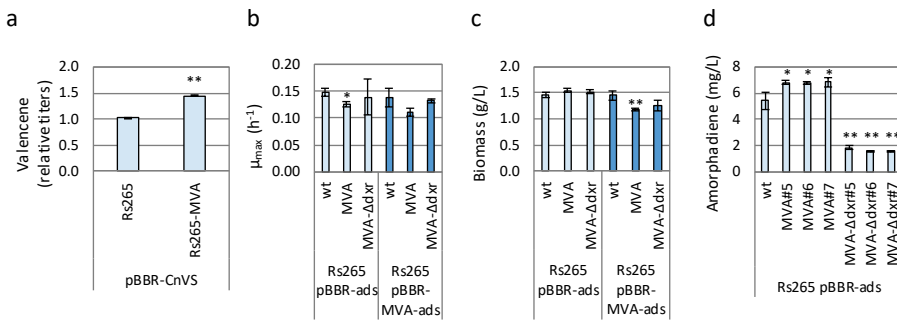 a
Valencene
(relative titers)
2.0
1.5
1.0
0.5
0.0
**
Rs265
Rs265-MVA
pBBR-CnVS
b
µmax (h-1)
0.20
0.15
0.10
0.05
0.00
*
wt
MVA
MVA-Δdxr
wt
MVA
MVA-Δdxr
Rs265
pBBR-ads
Rs265
pBBR-
MVA-ads
c
Biomass (g/L)
2.0
1.5
1.0
0.5
0.0
**
wt
MVA
MVA-Δdxr
wt
MVA
MVA-Δdxr
Rs265
pBBR-ads
Rs265
pBBR-
MVA-ads
d
Amorphadiene (mg/L)
8
6
4
2
0
* * *
** ** **
wt
MVA#5
MVA#6
MVA#7
MVA-Δdxr#5
MVA-Δdxr#6
MVA-Δdxr#7
Rs265 pBBR-ads